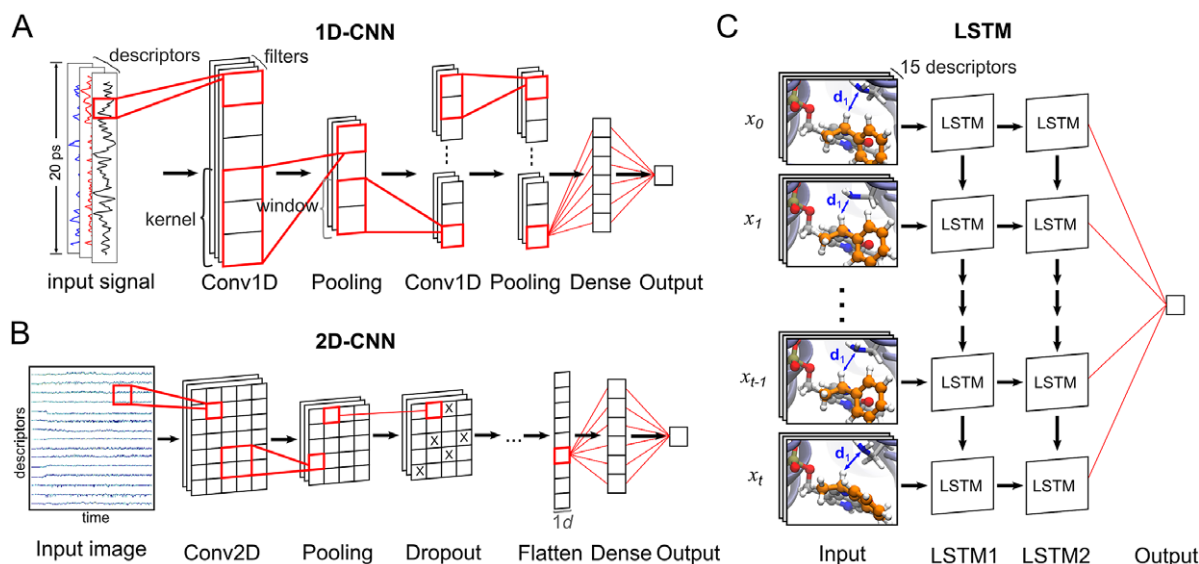 A
1D-CNN
descriptors
filters
20 ps
kernel
window
input signal
Conv1D
Pooling
Conv1D
Pooling
Dense
Output
B
2D-CNN
descriptors
time
X
X
X
X
...
1d
Input image
Conv2D
Pooling
Dropout
Flatten
Dense
Output
C
LSTM
15 descriptors
x0
d1
LSTM
LSTM
x1
d1
LSTM
LSTM
xt-1
d1
LSTM
LSTM
xt
d1
LSTM
LSTM
Input
LSTM1
LSTM2
Output